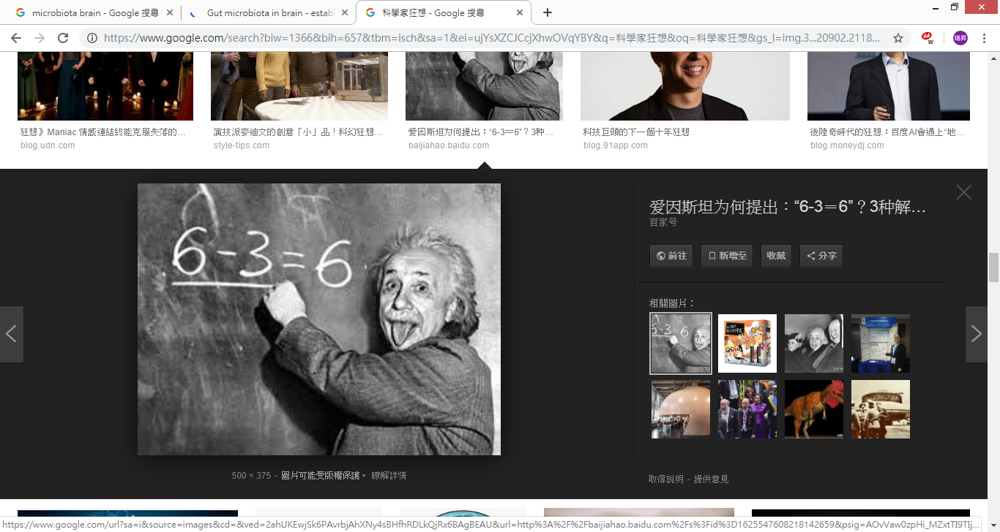 microbiota brain - Google 搜尋
Gut microbiota in brain - establ
科學家狂想 - Google 搜尋
https://www.google.com/search?biw=1366&bih=657&tbm=isch&sa=1&ei=ujYsXZCJCcjXhwOVqYBY&q=科學家狂想&oq=科學家狂想&gs_l=img.3...20902.2118...
瑞昇
狂想》Maniac 情感連結終能克服失落的...
blog.udn.com
演技派麥迪文的創意「小」品！科幻狂想...
style-tips.com
爱因斯坦为何提出：“6-3＝6”？3种...
baijiahao.baidu.com
科技巨頭的下一個十年狂想
blog.91app.com
後陸奇時代的狂想：百度AI會遇上“地...
blog.moneydj.com
6-3=6
爱因斯坦为何提出：“6-3＝6”？3种解...
百家号
前往
新增至
收藏
分享
相關圖片：
6-3=6
500 × 375 - 圖片可能受版權保護。 瞭解詳情
取得說明 - 提供意見
https://www.google.com/url?sa=i&source=images&cd=&ved=2ahUKEwjSk6PAvrbjAhXNy4sBHfhRDLkQjRx6BAgBEAU&url=http%3A%2F%2Fbaijiahao.baidu.com%2Fs%3Fid%3D1625547608218142659&psig=AOvVaw0zpHi_MZxtTI9TIj...